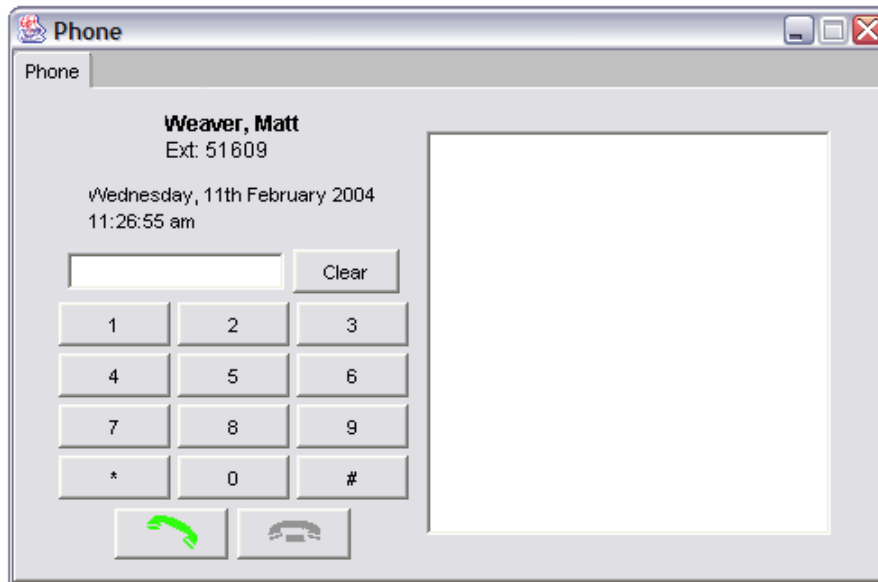 Phone
Phone
Weaver, Matt
Ext: 51609
Wednesday, 11th February 2004
11:26:55 am
Clear
1 2 3
4 5 6
7 8 9
* 0 #